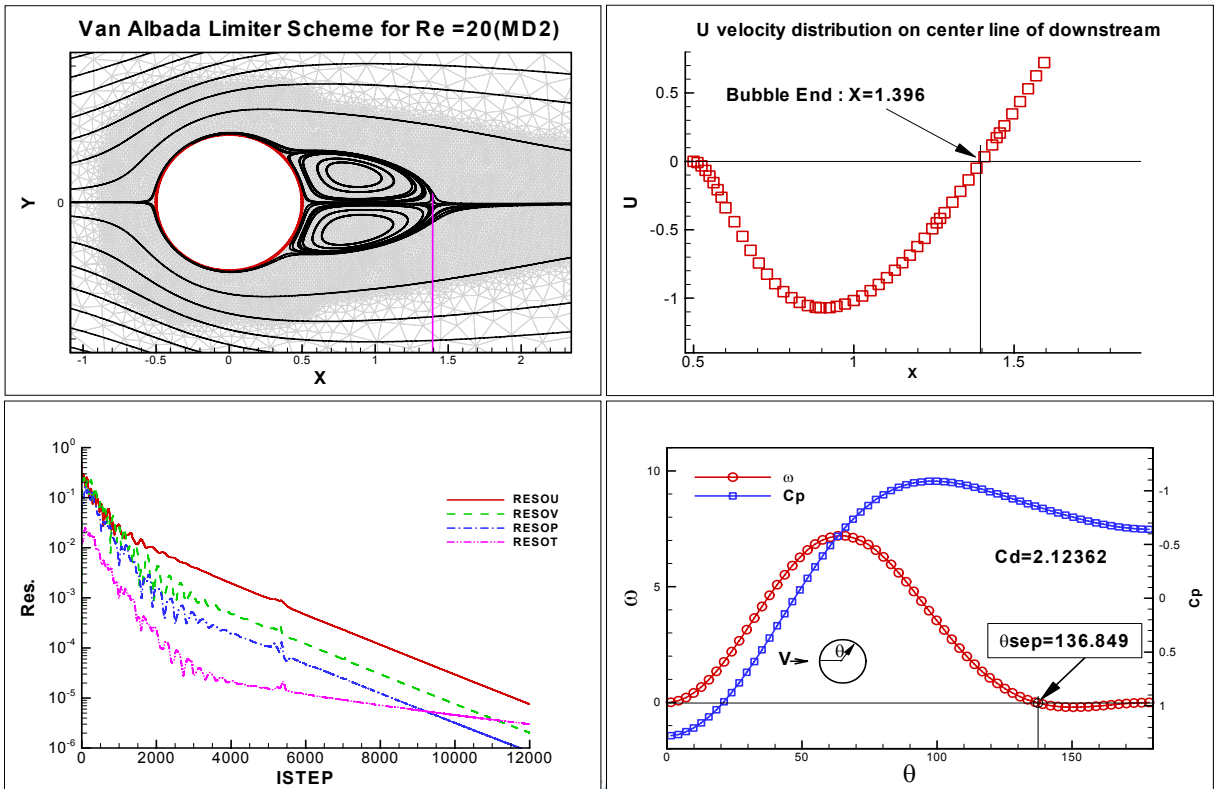 Van Albada Limiter Scheme for Re =20(MD2)
Y
0
-1
-0.5
0
0.5
1
1.5
2
X
U velocity distribution on center line of downstream
Bubble End : X=1.396
U
0.5
0
-0.5
-1
0.5
1
1.5
x
Res.
10^0
10^-1
10^-2
10^-3
10^-4
10^-5
10^-6
RESOU
RESOV
RESOP
RESOT
0
2000
4000
6000
8000
10000
12000
ISTEP
ω
Cp
10
5
0
ω
-1
-0.5
0
0.5
1
Cp
Cd=2.12362
θsep=136.849
V
θ
0
50
100
150
θ